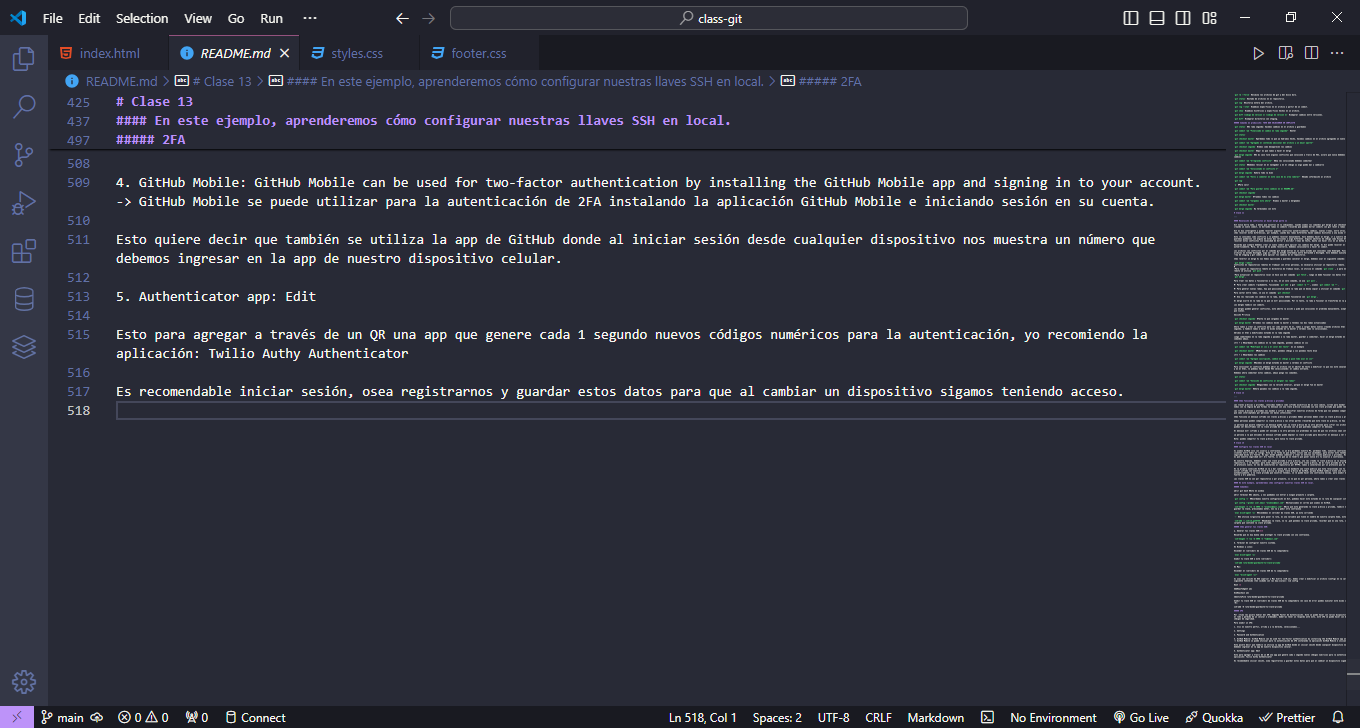 File Edit Selection View Go Run ··· class-git
index.html README.md styles.css footer.css
README.md > # Clase 13 > #### En este ejemplo, aprenderemos cómo configurar nuestras llaves SSH en local. > ##### 2FA
425 # Clase 13
437 #### En este ejemplo, aprenderemos cómo configurar nuestras llaves SSH en local.
497 ##### 2FA
508
509 4. GitHub Mobile: GitHub Mobile can be used for two-factor authentication by installing the GitHub Mobile app and signing in to your account.
-> GitHub Mobile se puede utilizar para la autenticación de 2FA instalando la aplicación GitHub Mobile e iniciando sesión en su cuenta.
510
511 Esto quiere decir que también se utiliza la app de GitHub donde al iniciar sesión desde cualquier dispositivo nos muestra un número que
debemos ingresar en la app de nuestro dispositivo celular.
512
513 5. Authenticator app: Edit
514
515 Esto para agregar a través de un QR una app que genere cada 1 segundo nuevos códigos numéricos para la autenticación, yo recomiendo la
aplicación: Twilio Authy Authenticator
516
517 Es recomendable iniciar sesión, osea registrarnos y guardar estos datos para que al cambiar un dispositivo sigamos teniendo acceso.
518
main 0 0 0 Connect Ln 518, Col 1 Spaces: 2 UTF-8 CRLF Markdown No Environment Go Live Quokka Prettier